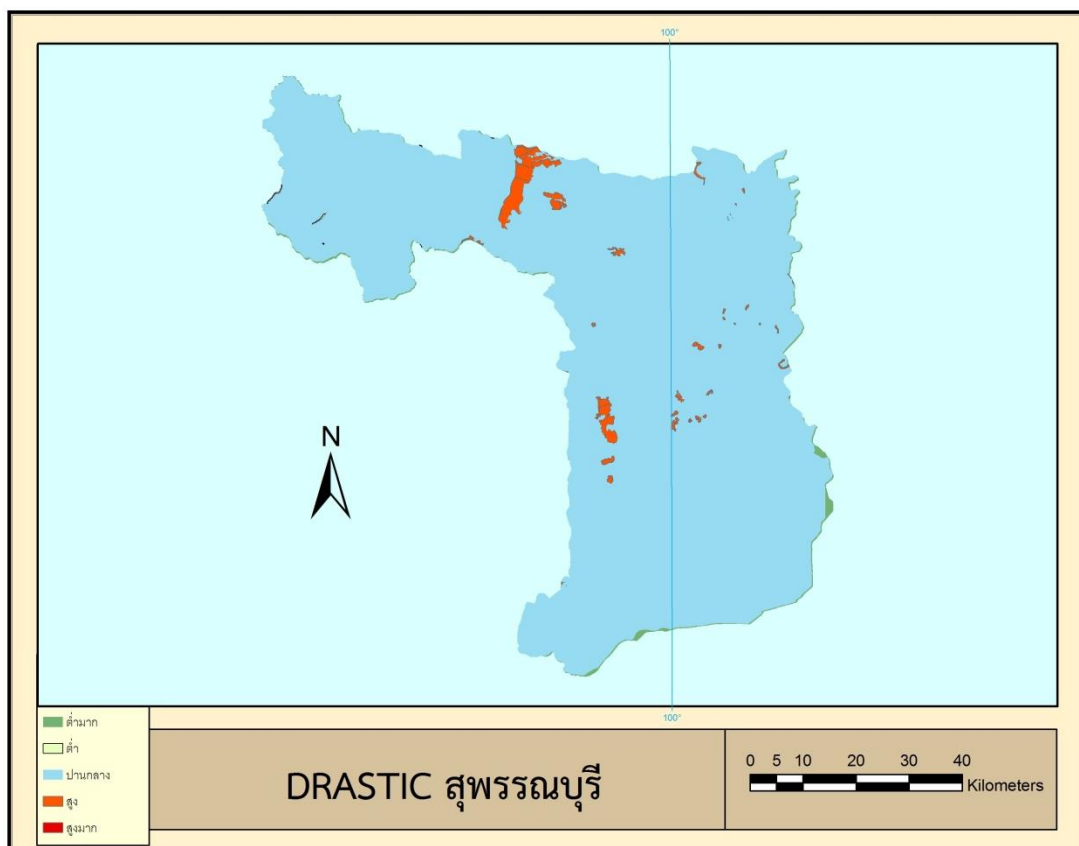 100°
N
100°
ต่ำมาก
ต่ำ
ปานกลาง
สูง
สูงมาก
DRASTIC สุพรรณบุรี
0 5 10 20 30 40
Kilometers